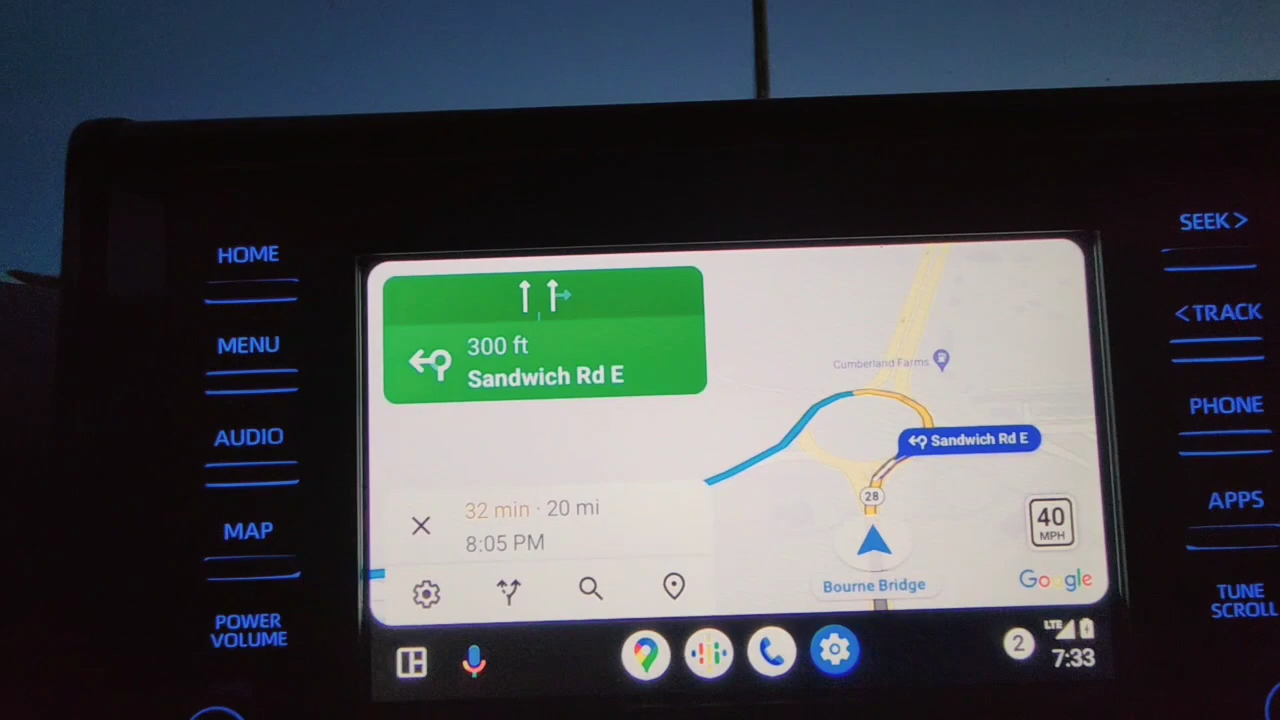 HOME
MENU
AUDIO
MAP
POWER
VOLUME
300 ft
Sandwich Rd E
32 min · 20 mi
8:05 PM
Cumberland Farms
Sandwich Rd E
28
Bourne Bridge
40
MPH
Google
2
LTE
7:33
SEEK >
< TRACK
PHONE
APPS
TUNE
SCROLL